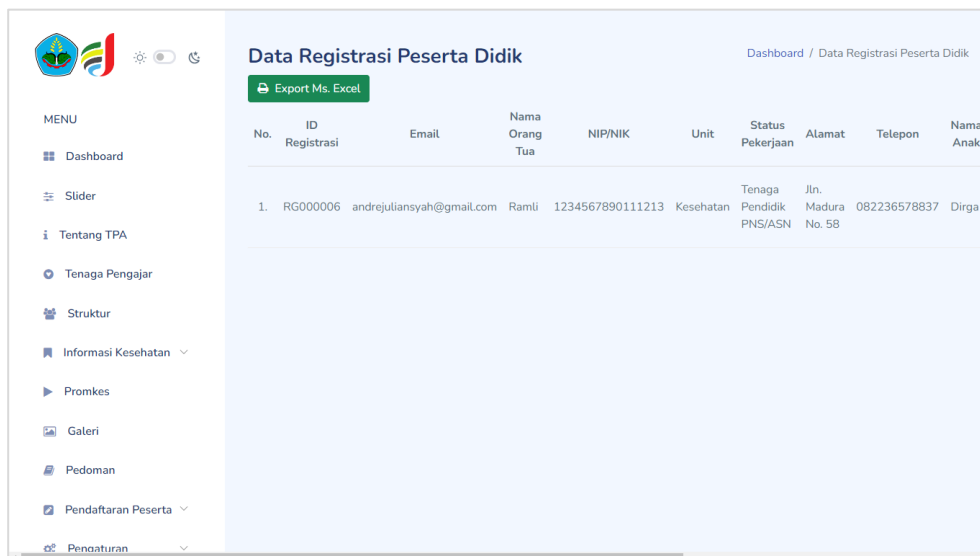 Data Registrasi Peserta Didik
Dashboard / Data Registrasi Peserta Didik
Export Ms. Excel
MENU
Dashboard
Slider
Tentang TPA
Tenaga Pengajar
Struktur
Informasi Kesehatan
Promkes
Galeri
Pedoman
Pendaftaran Peserta
Pengaturan
No. ID Registrasi Email Nama Orang Tua NIP/NIK Unit Status Pekerjaan Alamat Telepon Nama Anak
1. RG000006 andrejuliansyah@gmail.com Ramli 1234567890111213 Kesehatan Tenaga Pendidik PNS/ASN Jln. Madura No. 58 082236578837 Dirga